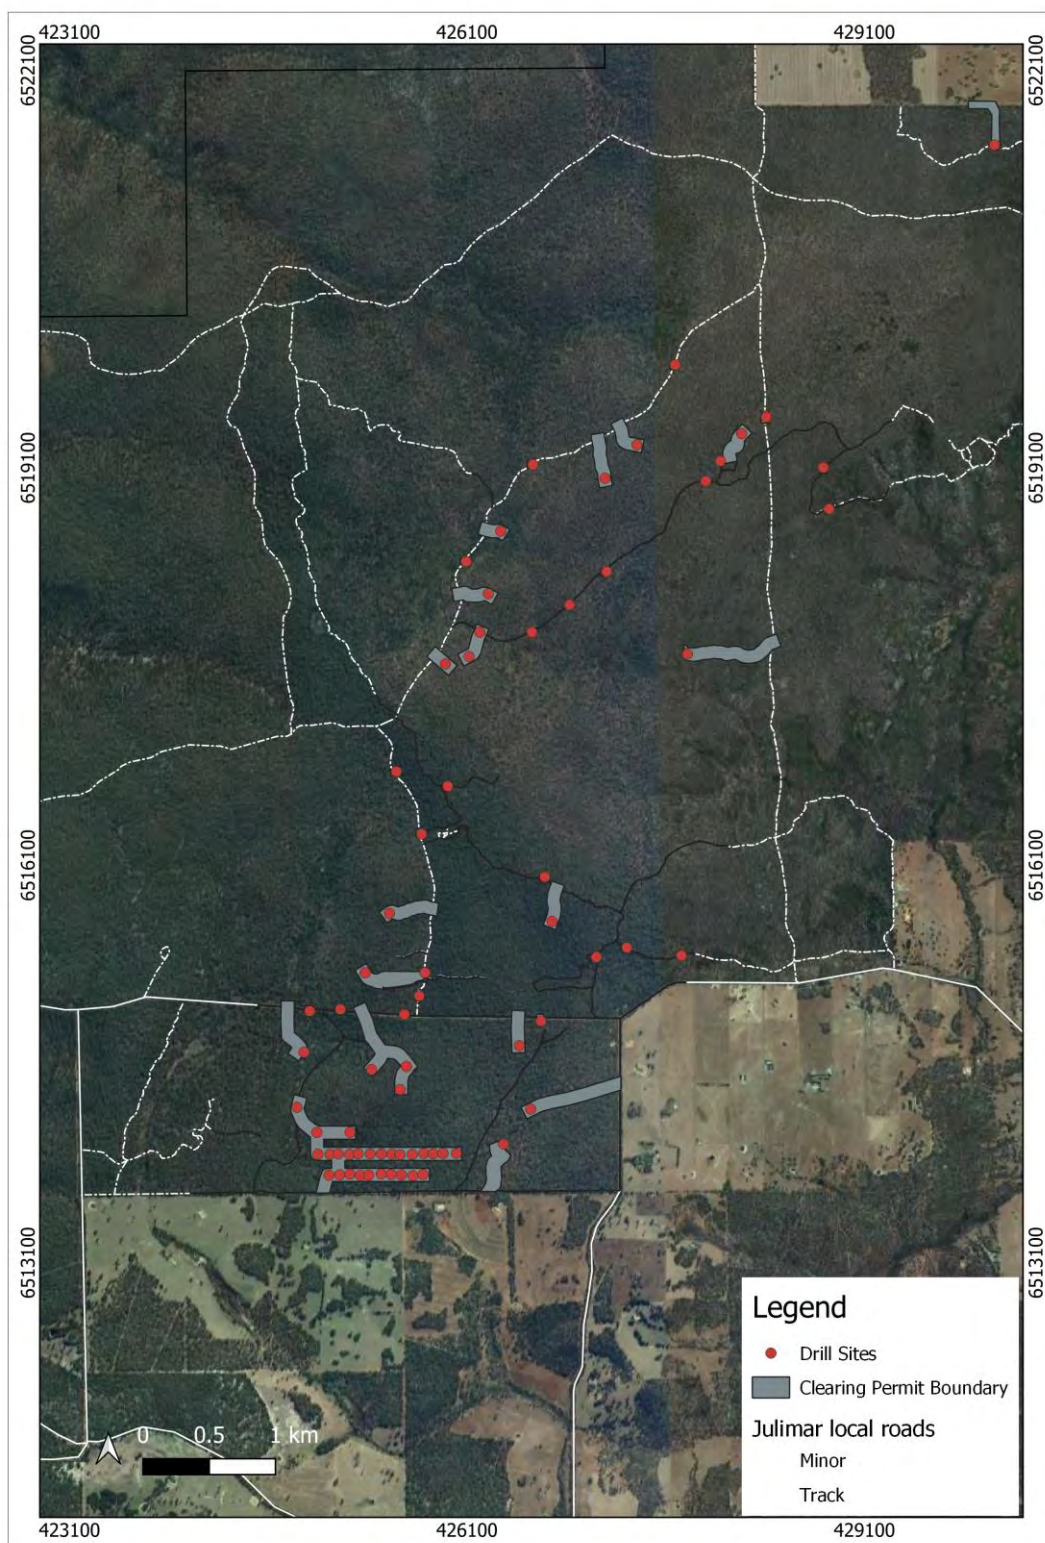 423100 426100 429100
6522100 6522100
6519100 6519100
6516100 6516100
6513100 6513100
Legend
Drill Sites
Clearing Permit Boundary
Julimar local roads
Minor
Track
0 0.5 1 km
423100 426100 429100